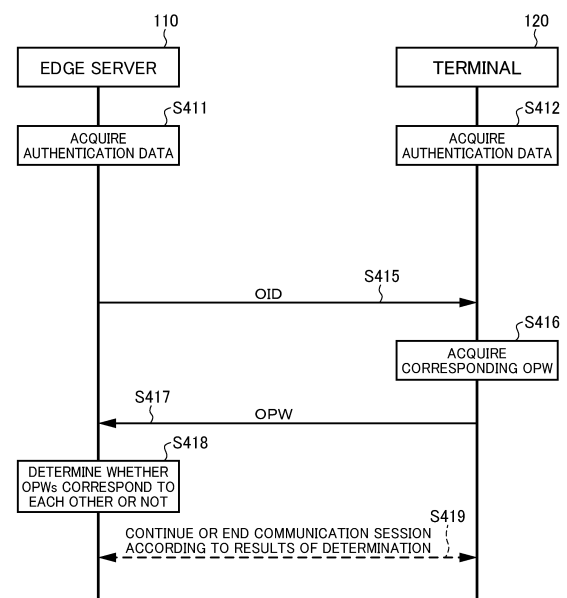 110
120
EDGE SERVER
TERMINAL
S411
S412
ACQUIRE
AUTHENTICATION DATA
ACQUIRE
AUTHENTICATION DATA
OID
S415
S416
ACQUIRE
CORRESPONDING OPW
S417
OPW
S418
DETERMINE WHETHER
OPWs CORRESPOND TO
EACH OTHER OR NOT
S419
CONTINUE OR END COMMUNICATION SESSION
ACCORDING TO RESULTS OF DETERMINATION